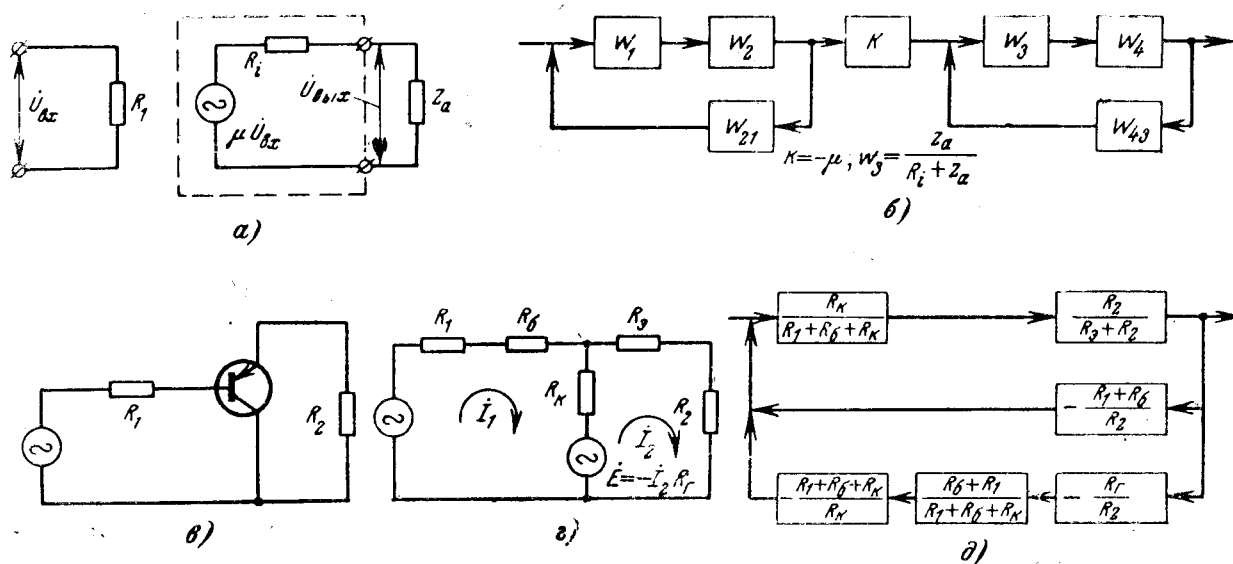 U̇вх
R₁
Rᵢ
μU̇вх
U̇вых
Zₐ
а)
W₁
W₂
K
W₃
W₄
W₂₁
W₄₃
K=-μ, W₃= Zₐ / (Rᵢ+Zₐ)
б)
R₁
R₂
в)
R₁
Rб
Rэ
Rк
R₂
İ₁
İ₂
Ė=-İ₂Rг
г)
Rк / (R₁+Rб+Rк)
R₂ / (Rэ+R₂)
- (R₁+Rб) / R₂
- (R₁+Rб+Rк) / Rк
(Rб+R₁) / (R₁+Rб+Rк)
- Rг / R₂
д)